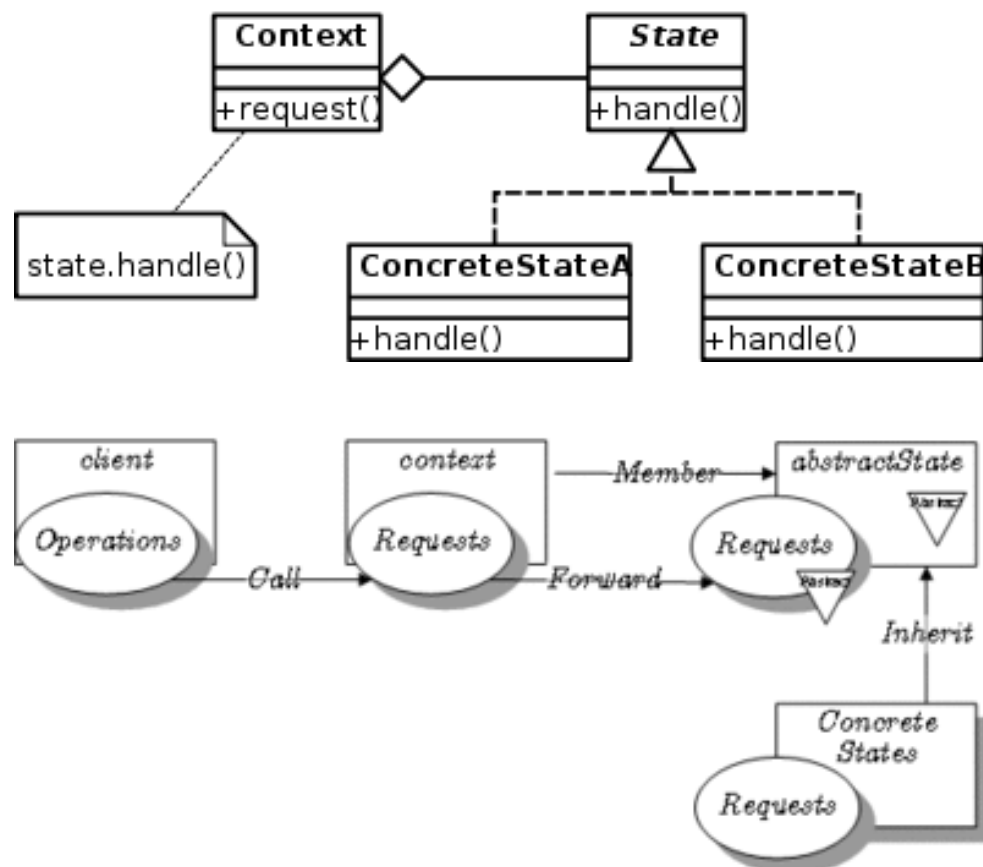 Context
State
+request()
+handle()
state.handle()
ConcreteStateA
ConcreteStateB
+handle()
+handle()
client
context
Member
abstractState
Operations
Requests
Requests
Call
Forward
Inherit
Concrete
States
Requests